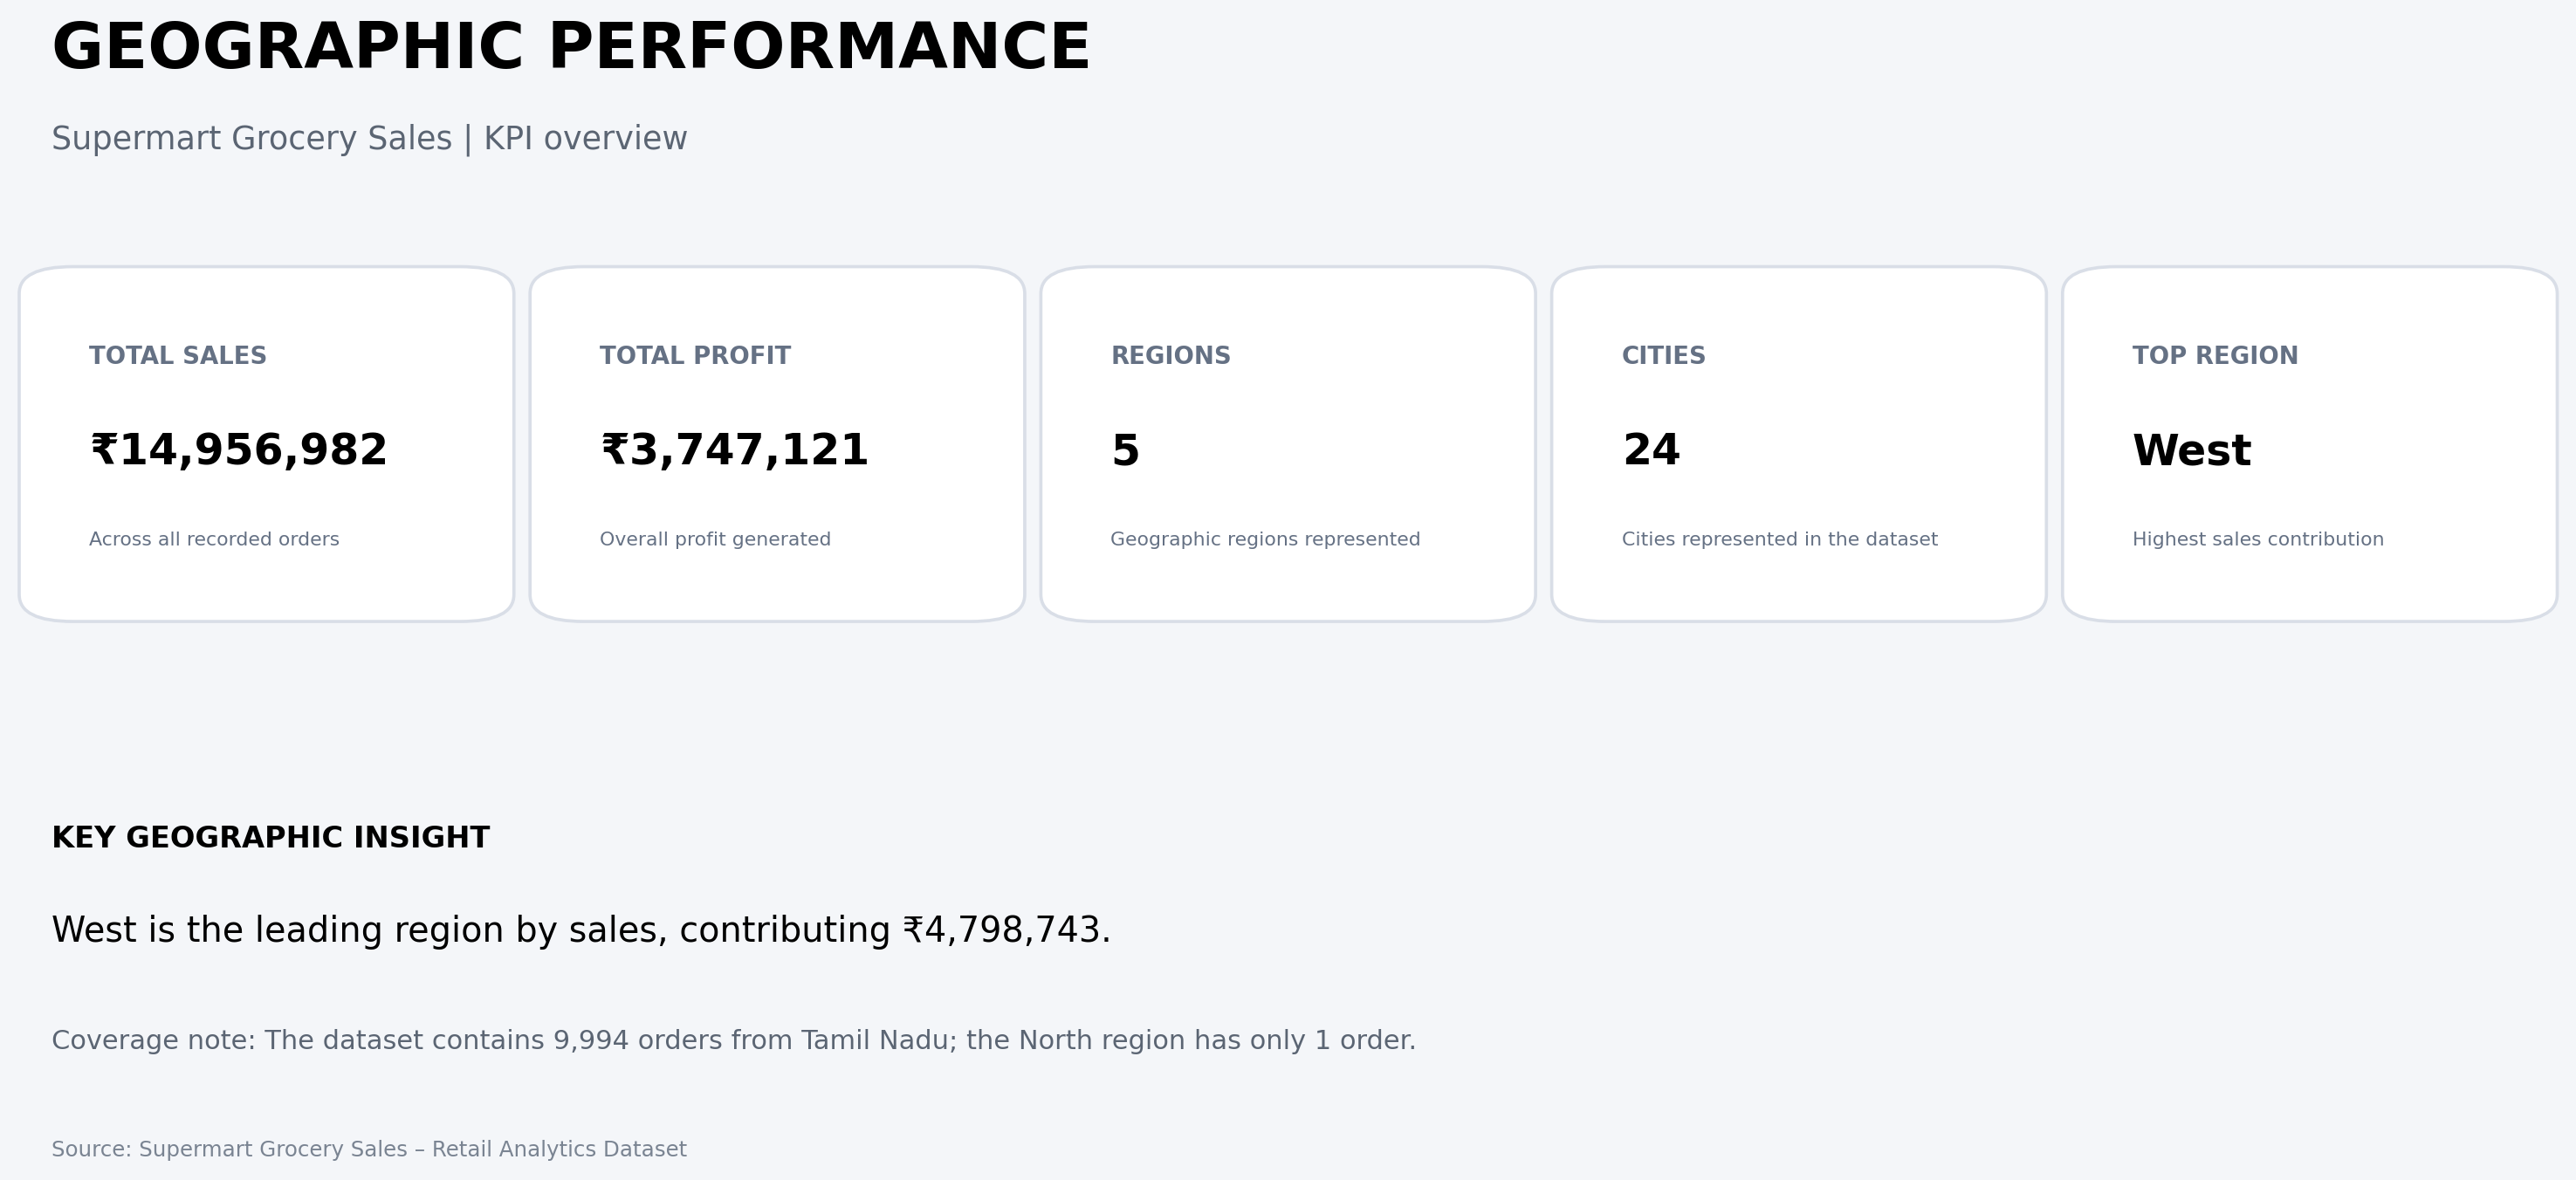 GEOGRAPHIC PERFORMANCE
Supermart Grocery Sales | KPI overview
TOTAL SALES
₹14,956,982
Across all recorded orders
TOTAL PROFIT
₹3,747,121
Overall profit generated
REGIONS
5
Geographic regions represented
CITIES
24
Cities represented in the dataset
TOP REGION
West
Highest sales contribution
KEY GEOGRAPHIC INSIGHT
West is the leading region by sales, contributing ₹4,798,743.
Coverage note: The dataset contains 9,994 orders from Tamil Nadu; the North region has only 1 order.
Source: Supermart Grocery Sales – Retail Analytics Dataset